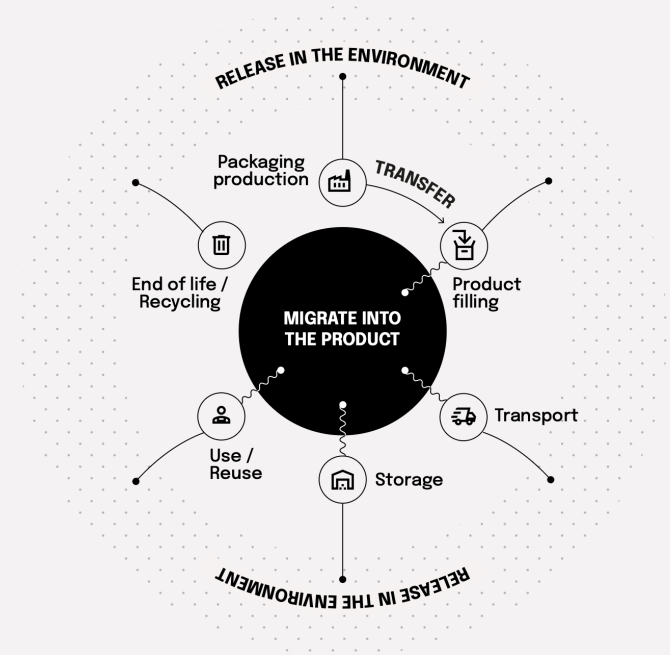 RELEASE IN THE ENVIRONMENT
Packaging
production
TRANSFER
End of life /
Recycling
Product
filling
MIGRATE INTO
THE PRODUCT
Transport
Use /
Reuse
Storage
RELEASE IN THE ENVIRONMENT